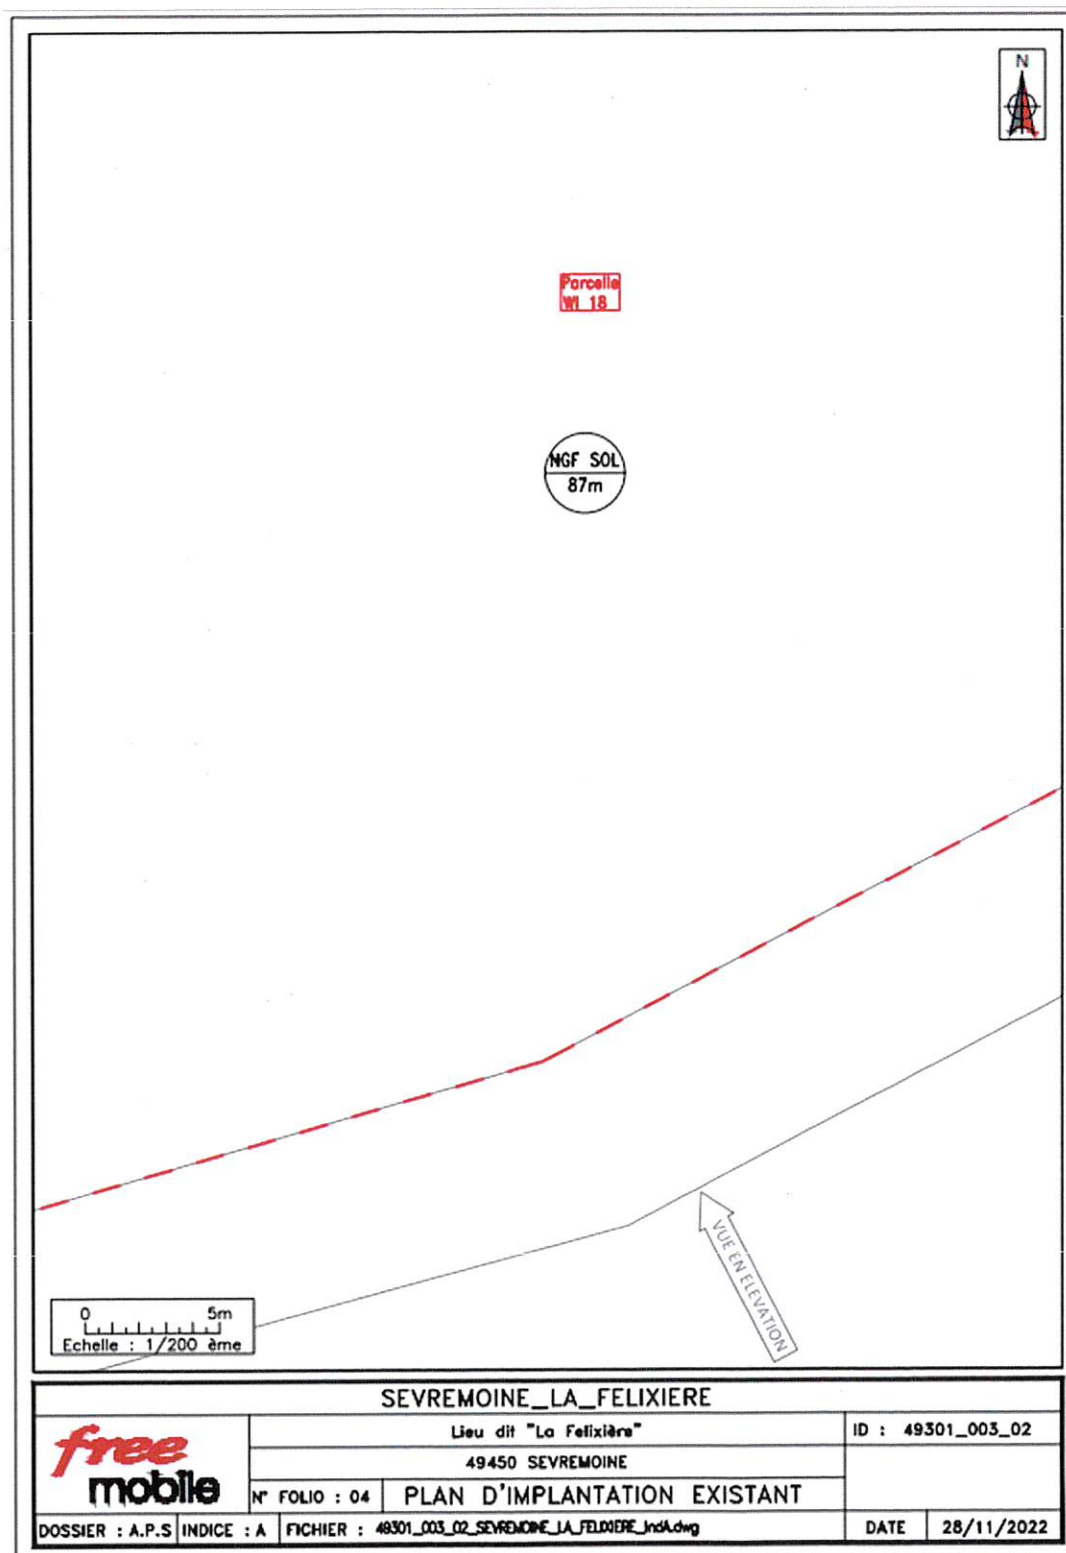 N
Parcelle
WI 18
NGF SOL
87m
VUE EN ELEVATION
0 5m
Echelle : 1/200 ème
SEVREMOINE_LA_FELIXIERE
free
mobile
Lieu dit "La Felixière"
ID : 49301_003_02
49450 SEVREMOINE
N° FOLIO : 04
PLAN D'IMPLANTATION EXISTANT
DOSSIER : A.P.S
INDICE : A
FICHIER : 49301_003_02_SEVREMOINE_LA_FELIXIERE_IndA.dwg
DATE
28/11/2022